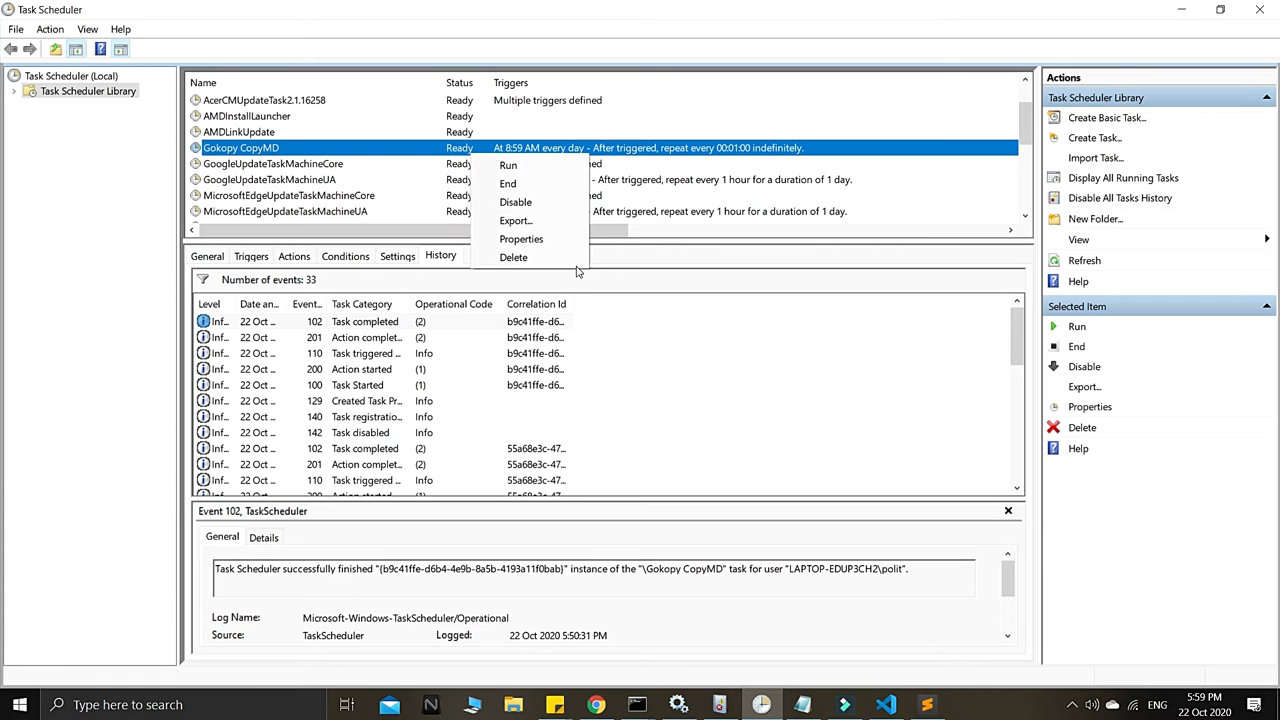 Task Scheduler
File Action View Help
Task Scheduler (Local)
Task Scheduler Library
Name Status Triggers
AcerCMUpdateTask2.1.16258 Ready Multiple triggers defined
AMDInstallLauncher Ready
AMDLinkUpdate Ready
Gokopy CopyMD Ready At 8:59 AM every day - After triggered, repeat every 00:01:00 indefinitely.
GoogleUpdateTaskMachineCore Ready ned
GoogleUpdateTaskMachineUA Ready - After triggered, repeat every 1 hour for a duration of 1 day.
MicrosoftEdgeUpdateTaskMachineCore Ready ned
MicrosoftEdgeUpdateTaskMachineUA Ready - After triggered, repeat every 1 hour for a duration of 1 day.
Run
End
Disable
Export...
Properties
Delete
General Triggers Actions Conditions Settings History
Number of events: 33
Level Date an... Event... Task Category Operational Code Correlation Id
Inf... 22 Oct ... 102 Task completed (2) b9c41ffe-d6...
Inf... 22 Oct ... 201 Action complet... (2) b9c41ffe-d6...
Inf... 22 Oct ... 110 Task triggered ... Info b9c41ffe-d6...
Inf... 22 Oct ... 200 Action started (1) b9c41ffe-d6...
Inf... 22 Oct ... 100 Task Started (1) b9c41ffe-d6...
Inf... 22 Oct ... 129 Created Task Pr... Info
Inf... 22 Oct ... 140 Task registratio... Info
Inf... 22 Oct ... 142 Task disabled Info
Inf... 22 Oct ... 102 Task completed (2) 55a68e3c-47...
Inf... 22 Oct ... 201 Action complet... (2) 55a68e3c-47...
Inf... 22 Oct ... 110 Task triggered ... Info 55a68e3c-47...
Inf... 22 Oct ... 200 Action started (1) 55a68e3c-47...
Event 102, TaskScheduler
General Details
Task Scheduler successfully finished "{b9c41ffe-d6b4-4e9b-8a5b-4193a11f0bab}" instance of the "\Gokopy CopyMD" task for user "LAPTOP-EDUP3CH2\polit".
Log Name: Microsoft-Windows-TaskScheduler/Operational
Source: TaskScheduler Logged: 22 Oct 2020 5:50:31 PM
Actions
Task Scheduler Library
Create Basic Task...
Create Task...
Import Task...
Display All Running Tasks
Disable All Tasks History
New Folder...
View
Refresh
Help
Selected Item
Run
End
Disable
Export...
Properties
Delete
Help
Type here to search
ENG
5:59 PM
22 Oct 2020